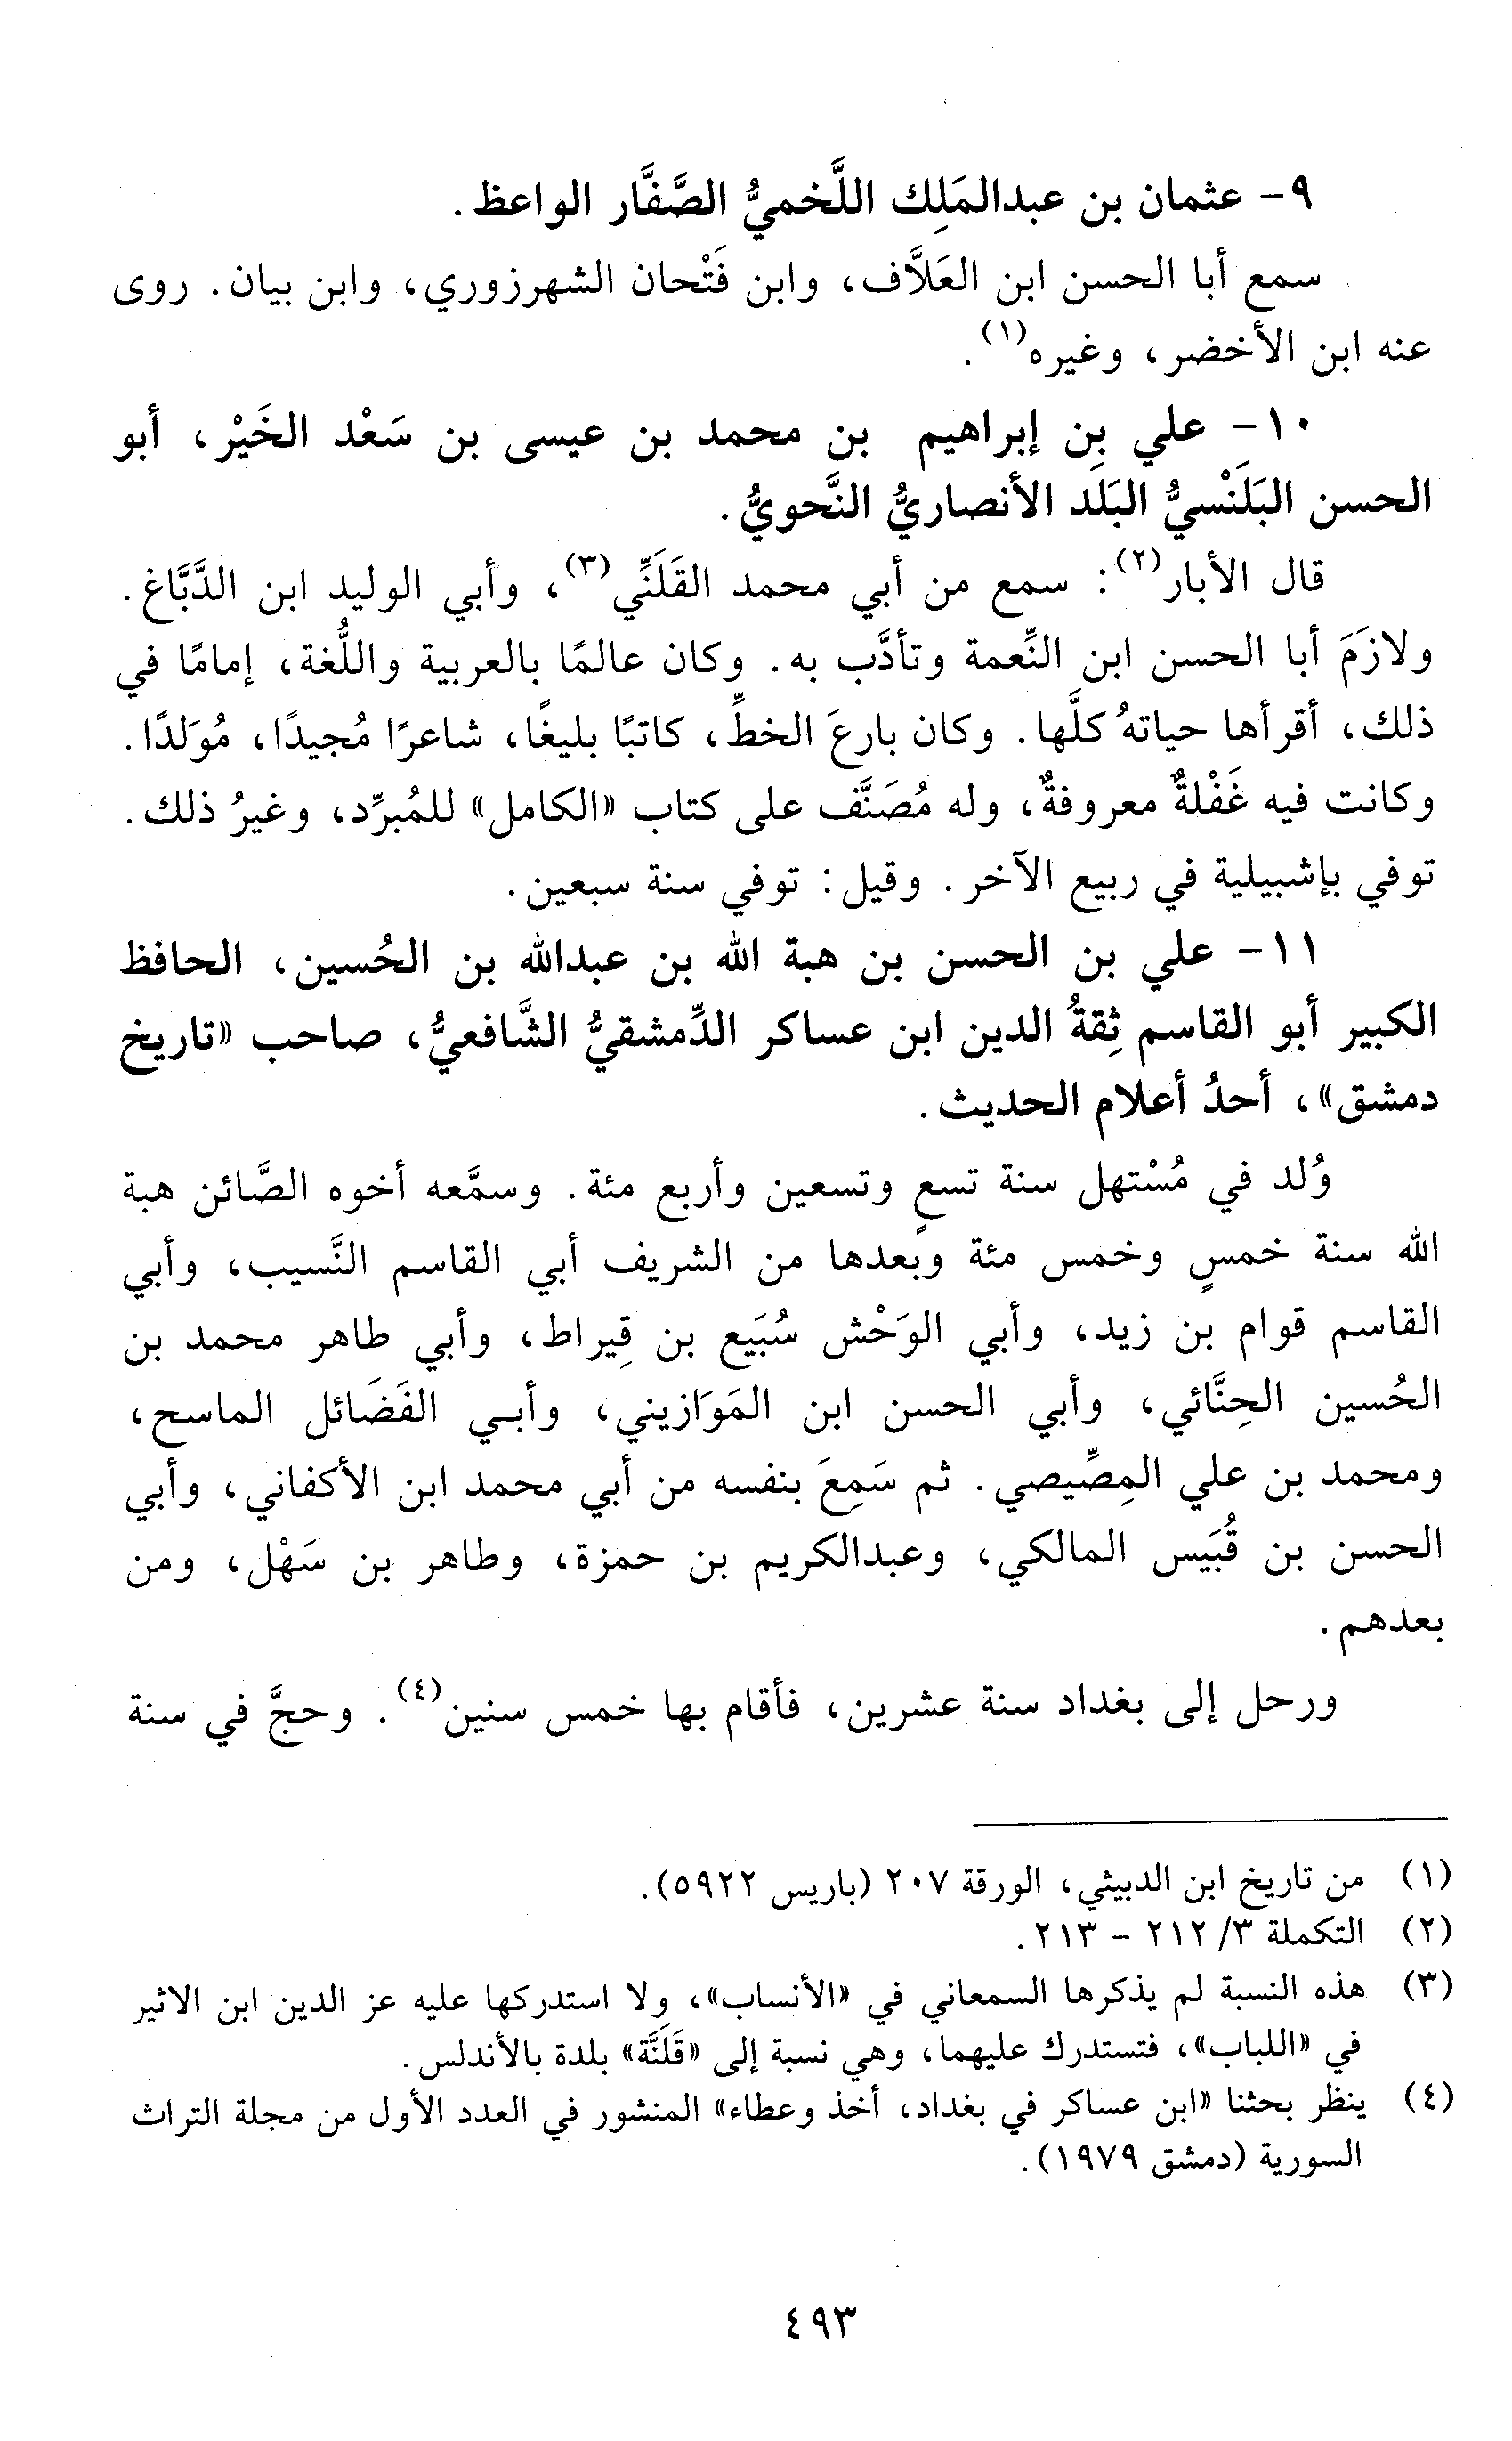 ٩- عثمان بن عبدالمَلِك اللَّخميُّ الصَّفَّار الواعظ.
سمع أبا الحسن ابن العَلاَّف، وابن فَتْحان الشهرزوري، وابن بيان. روى
عنه ابن الأخضر، وغيره(١).
١٠- علي بن إبراهيم بن محمد بن عيسى بن سَعْد الخَيْر، أبو
الحسن البَلَنْسيُّ البَلَد الأنصاريُّ النَّحويُّ.
قال الأبار(٢): سمع من أبي محمد القَلَنِّي(٣)، وأبي الوليد ابن الدَّبَّاغ.
ولازَمَ أبا الحسن ابن النِّعمة وتأدَّب به. وكان عالمًا بالعربية واللُّغة، إمامًا في
ذلك، أقرأها حياتهُ كلَّها. وكان بارعَ الخطِّ، كاتبًا بليغًا، شاعرًا مُجيدًا، مُوَلدًا.
وكانت فيه غَفْلةٌ معروفةٌ، وله مُصَنَّف على كتاب «الكامل» للمُبرِّد، وغيرُ ذلك.
توفي بإشبيلية في ربيع الآخر. وقيل: توفي سنة سبعين.
١١- علي بن الحسن بن هبة الله بن عبدالله بن الحُسين، الحافظ
الكبير أبو القاسم ثِقةُ الدين ابن عساكر الدِّمشقيُّ الشَّافعيُّ، صاحب «تاريخ
دمشق»، أحدُ أعلام الحديث.
وُلد في مُسْتهل سنة تسعٍ وتسعين وأربع مئة. وسمَّعه أخوه الصَّائن هبة
الله سنة خمسٍ وخمس مئة وبعدها من الشريف أبي القاسم النَّسيب، وأبي
القاسم قوام بن زيد، وأبي الوَحْش سُبَيع بن قِيراط، وأبي طاهر محمد بن
الحُسين الحِنَّائي، وأبي الحسن ابن المَوَازيني، وأبي الفَضَائل الماسح،
ومحمد بن علي المِصِّيصي. ثم سَمِعَ بنفسه من أبي محمد ابن الأكفاني، وأبي
الحسن بن قُبَيس المالكي، وعبدالكريم بن حمزة، وطاهر بن سَهْل، ومن
بعدهم.
ورحل إلى بغداد سنة عشرين، فأقام بها خمس سنين(٤). وحجَّ في سنة
(١) من تاريخ ابن الدبيثي، الورقة ٢٠٧ (باريس ٥٩٢٢).
(٢) التكملة ٣/ ٢١٢ - ٢١٣.
(٣) هذه النسبة لم يذكرها السمعاني في «الأنساب»، ولا استدركها عليه عز الدين ابن الاثير
في «اللباب»، فتستدرك عليهما، وهي نسبة إلى «قَلَنَّة» بلدة بالأندلس.
(٤) ينظر بحثنا «ابن عساكر في بغداد، أخذ وعطاء» المنشور في العدد الأول من مجلة التراث
السورية (دمشق ١٩٧٩).
٤٩٣